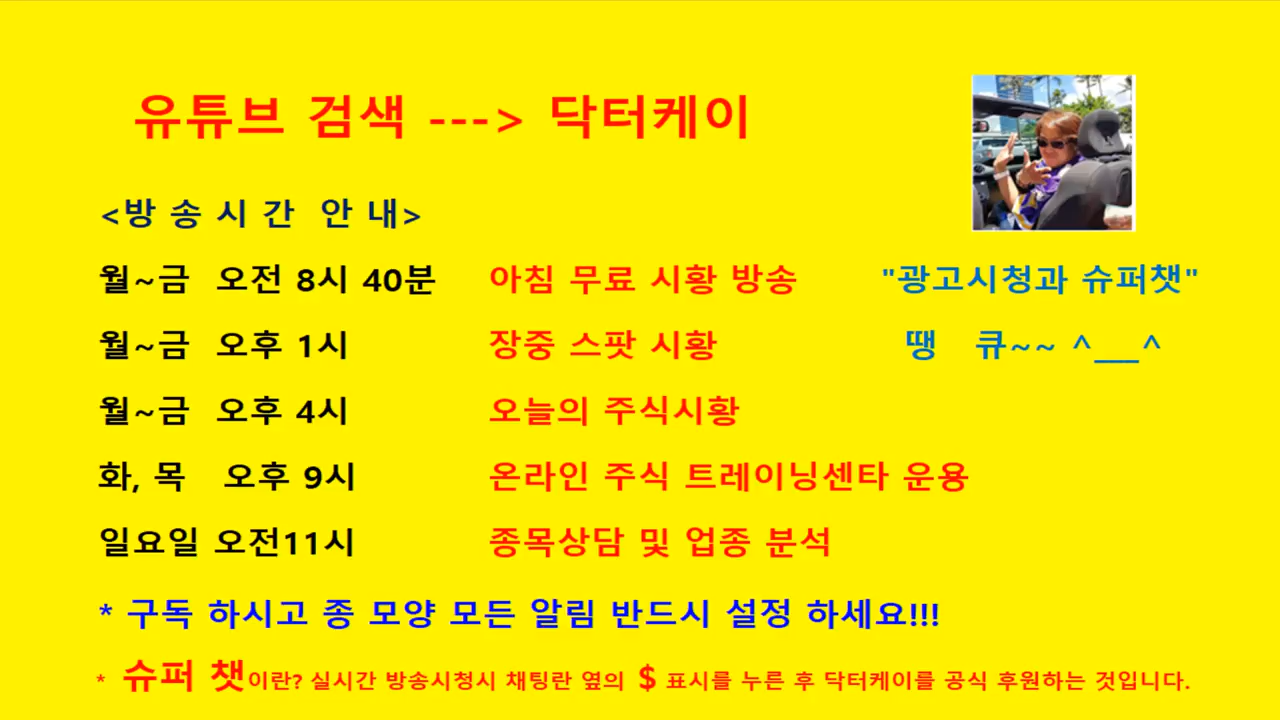 유튜브 검색 ---> 닥터케이
<방 송 시 간 안 내>
월~금 오전 8시 40분 아침 무료 시황 방송 "광고시청과 슈퍼챗"
월~금 오후 1시 장중 스팟 시황 땡 큐~~ ^___^
월~금 오후 4시 오늘의 주식시황
화, 목 오후 9시 온라인 주식 트레이닝센타 운용
일요일 오전11시 종목상담 및 업종 분석
* 구독 하시고 종 모양 모든 알림 반드시 설정 하세요!!!
* 슈퍼 챗이란? 실시간 방송시청시 채팅란 옆의 $ 표시를 누른 후 닥터케이를 공식 후원하는 것입니다.